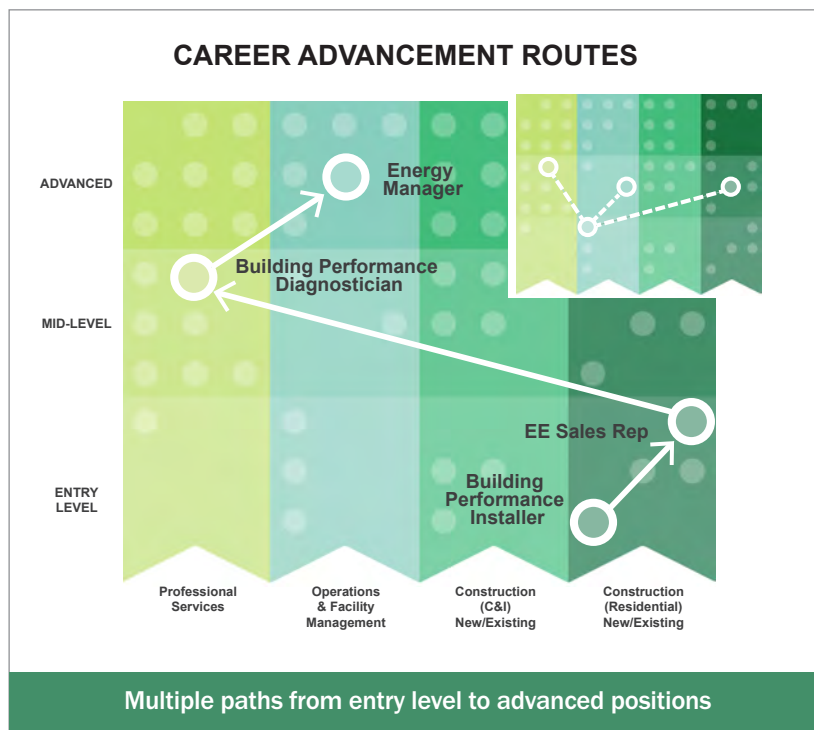 CAREER ADVANCEMENT ROUTES
ADVANCED
Energy
Manager
Building Performance
Diagnostician
MID-LEVEL
EE Sales Rep
Building
Performance
Installer
ENTRY
LEVEL
Professional
Services
Operations
& Facility
Management
Construction
(C&I)
New/Existing
Construction
(Residential)
New/Existing
Multiple paths from entry level to advanced positions